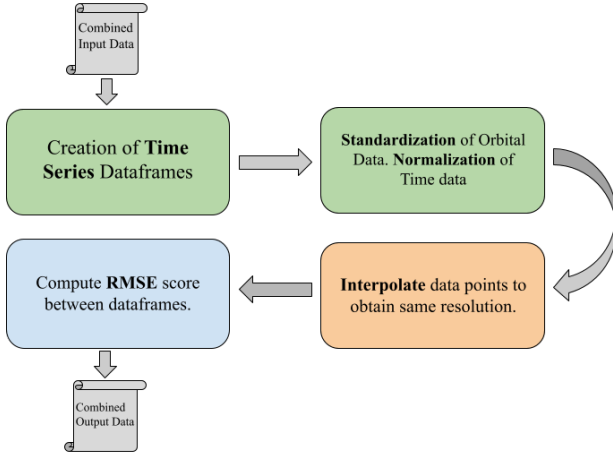 Combined
Input Data
Creation of Time
Series Dataframes
Standardization of Orbital
Data. Normalization of
Time data
Interpolate data points to
obtain same resolution.
Compute RMSE score
between dataframes.
Combined
Output Data